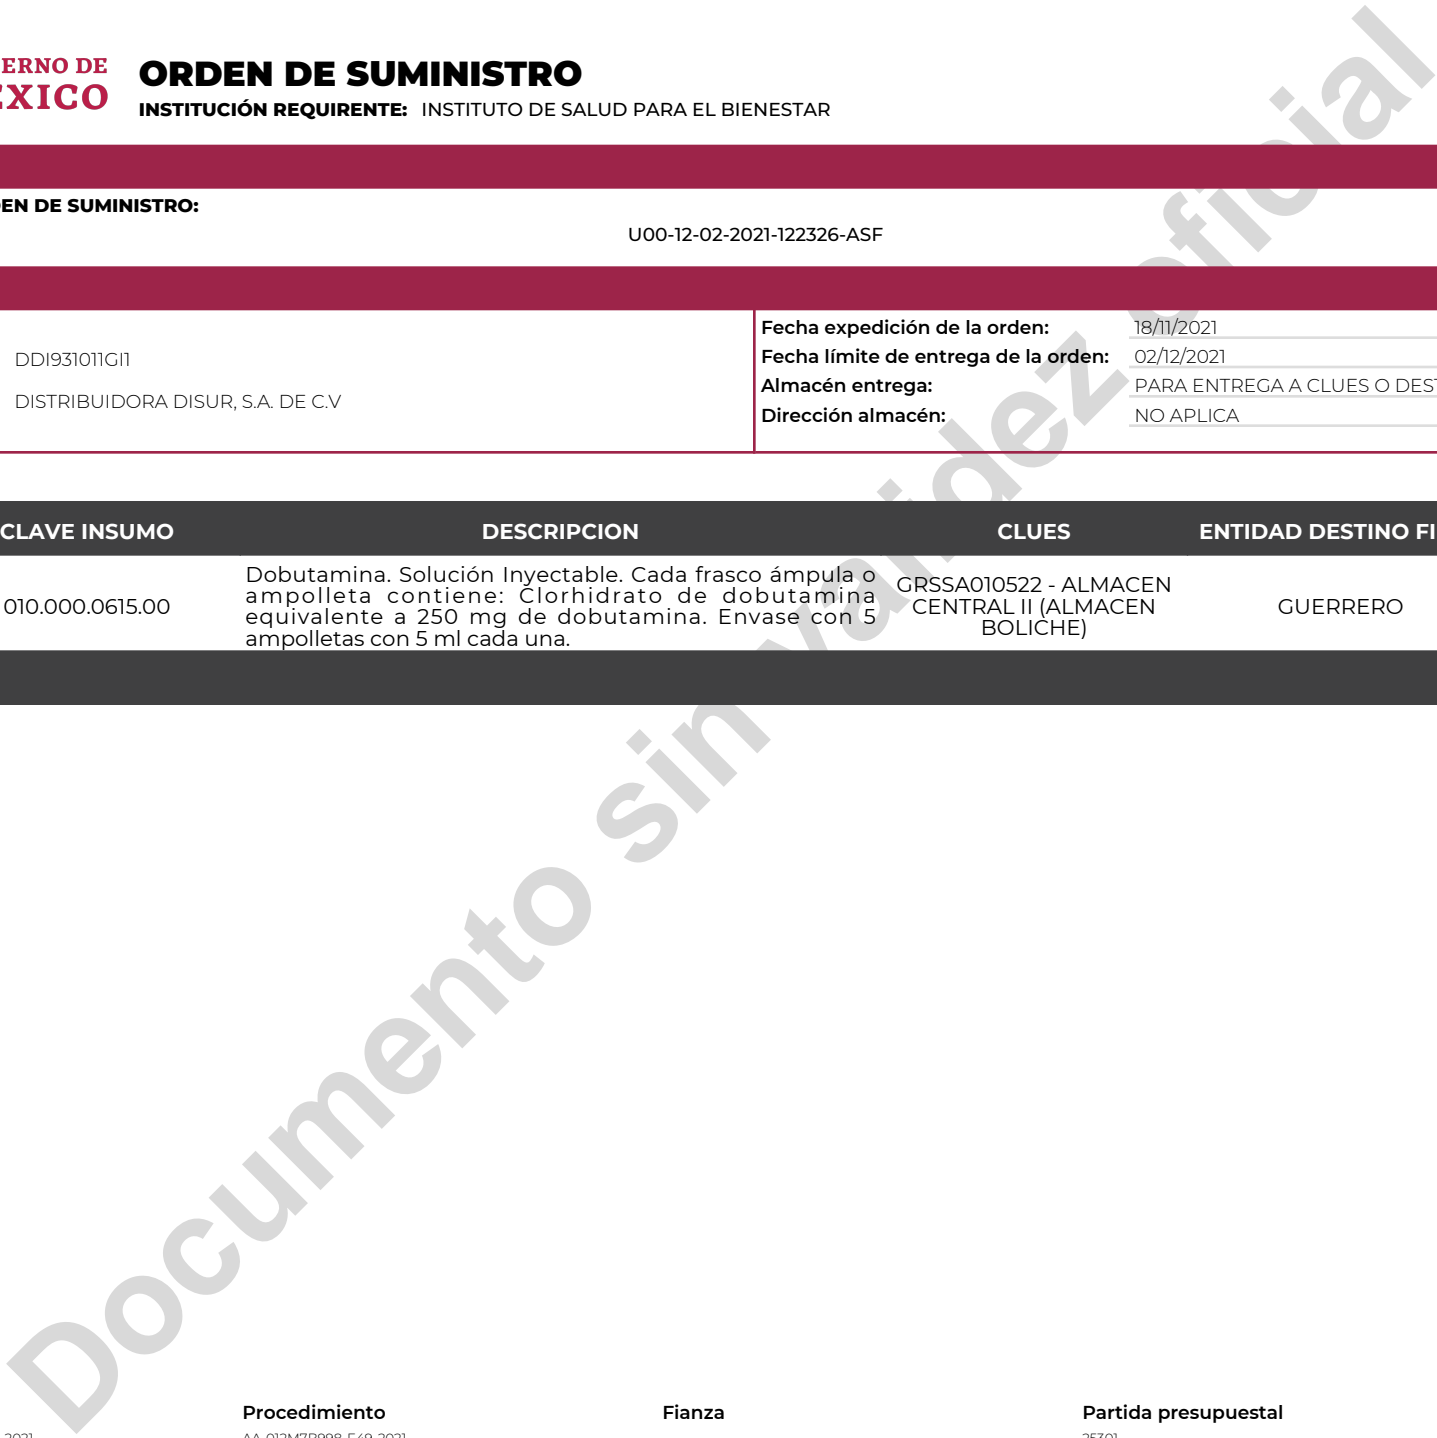 ERNO DE
ORDEN DE SUMINISTRO
EXICO
INSTITUCIÓN REQUIRENTE: INSTITUTO DE SALUD PARA EL BIENESTAR
EN DE SUMINISTRO:
U00-12-02-2021-122326-ASF
DDI931011GI1
DISTRIBUIDORA DISUR, S.A. DE C.V
Fecha expedición de la orden: 18/11/2021
Fecha límite de entrega de la orden: 02/12/2021
Almacén entrega: PARA ENTREGA A CLUES O DEST
Dirección almacén: NO APLICA
CLAVE INSUMO DESCRIPCION CLUES ENTIDAD DESTINO FI
010.000.0615.00
Dobutamina. Solución Inyectable. Cada frasco ámpula o
ampolleta contiene: Clorhidrato de dobutamina
equivalente a 250 mg de dobutamina. Envase con 5
ampolletas con 5 ml cada una.
GRSSA010522 - ALMACEN
CENTRAL II (ALMACEN
BOLICHE)
GUERRERO
Documento sin validez oficial
Procedimiento Fianza Partida presupuestal